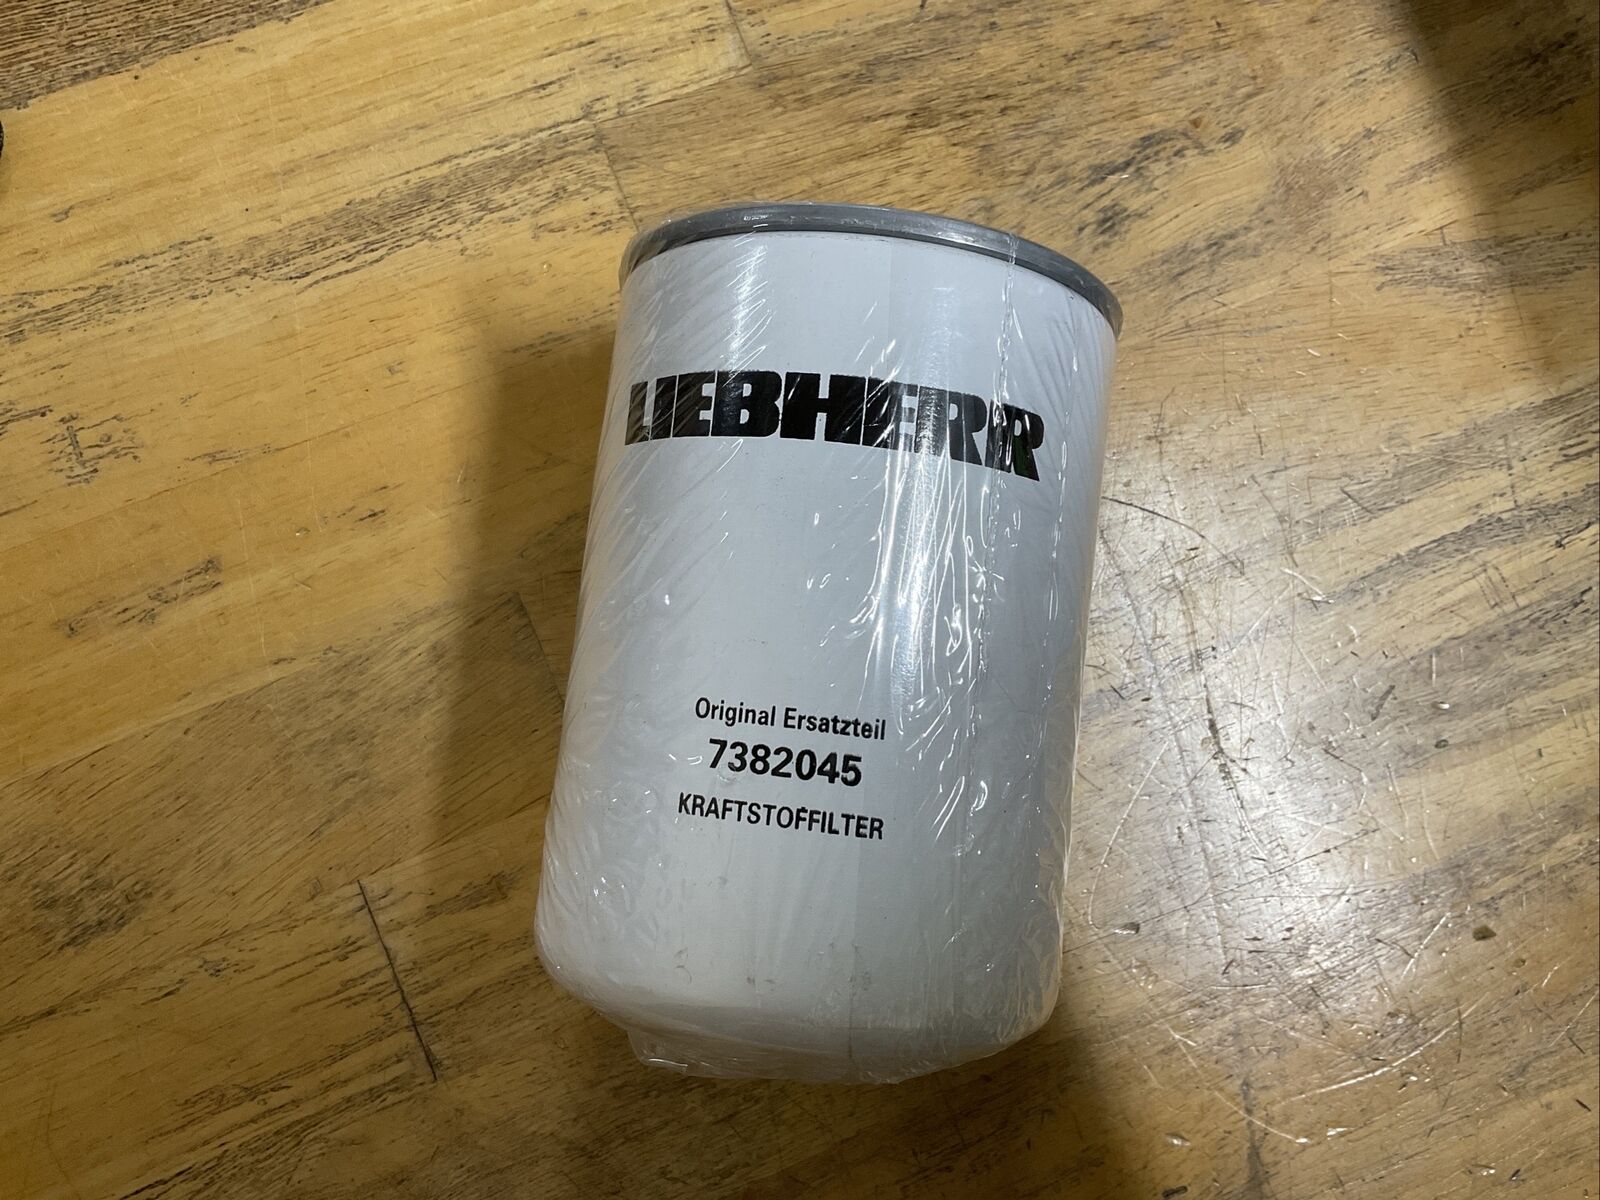 LIEBHERR
Original Ersatzteil
7382045
KRAFTSTOFFILTER